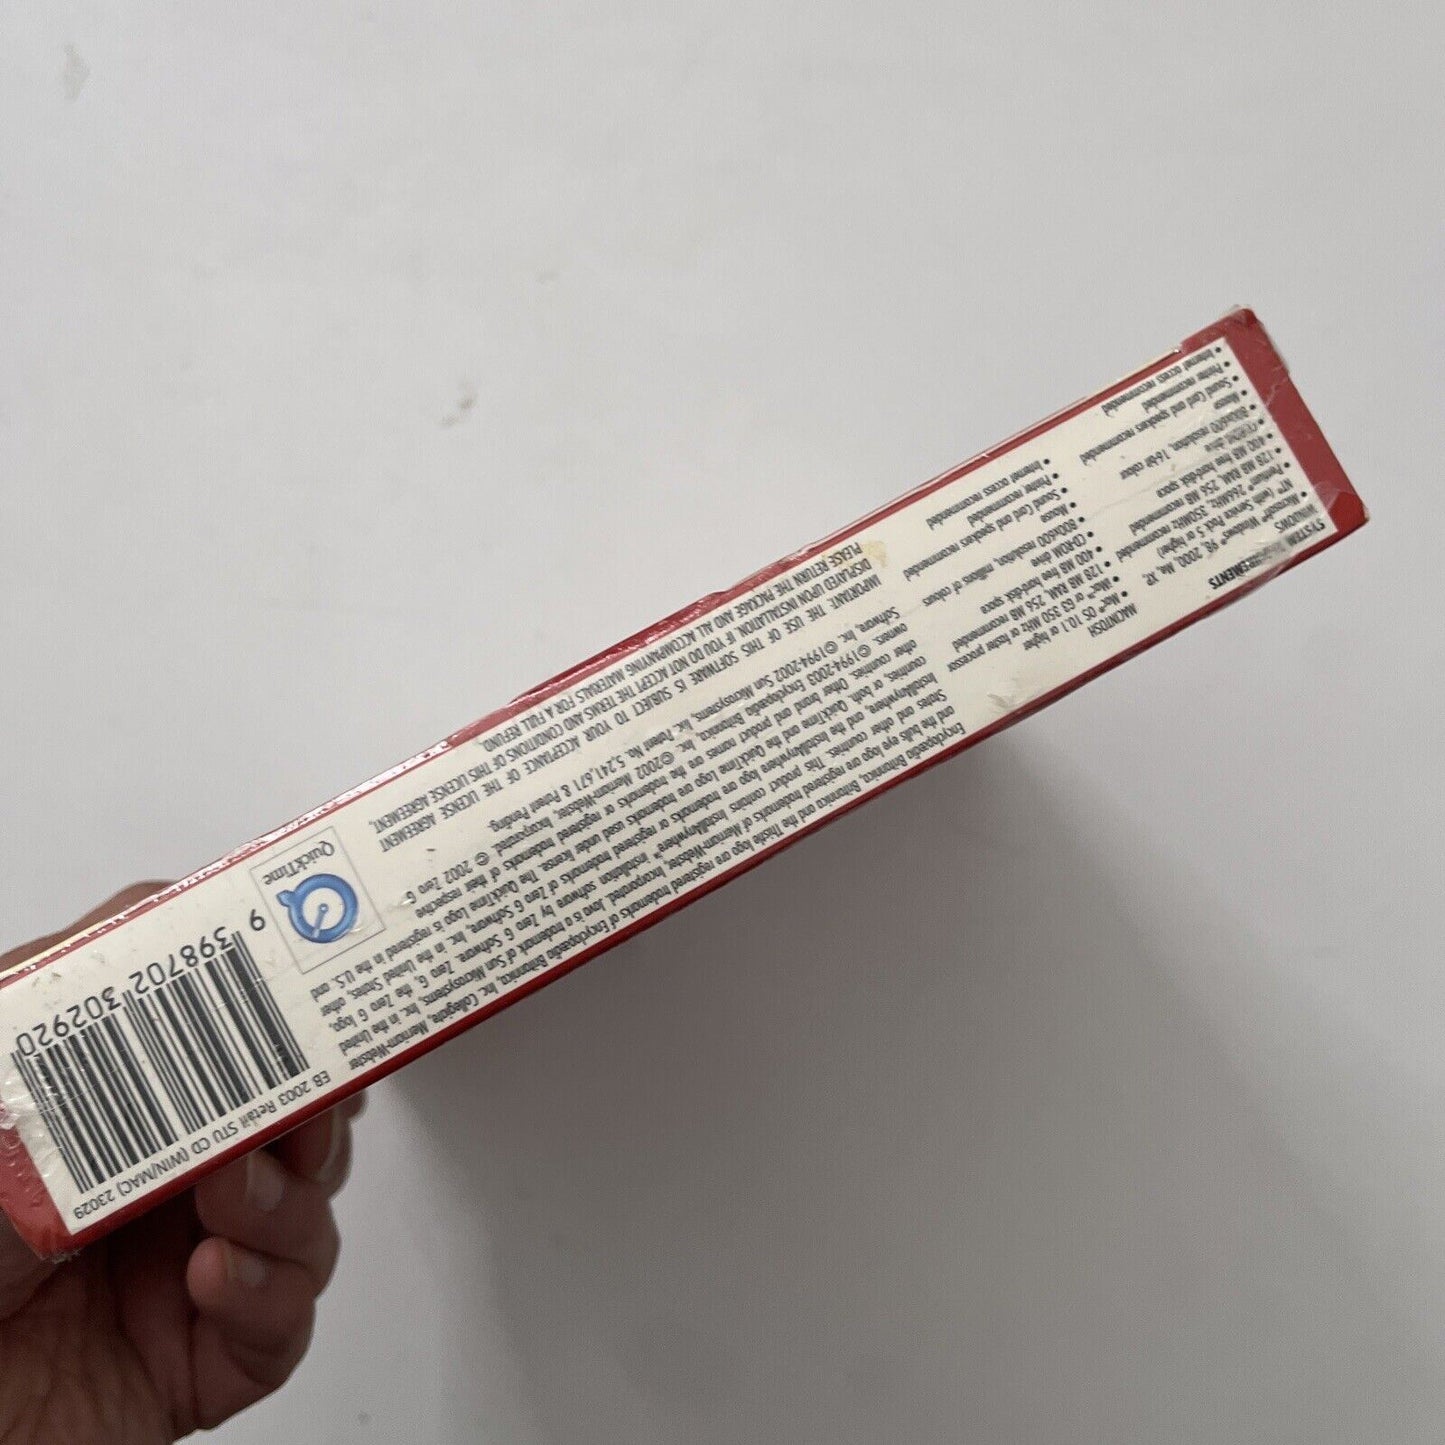 SYSTEM REQUIREMENTS
WINDOWS
• Microsoft® Windows® 98, 2000, Me, XP,
NT™ (with Service Pack 5 or higher)
• Pentium® 266MHz, 350MHz recommended
• 128 MB RAM, 256 MB recommended
• 400 MB free hard-disk space
• CD-ROM drive
• 800x600 resolution, 16-bit colour
• Mouse
• Sound Card and speakers recommended
• Printer recommended
• Internet access recommended
MACINTOSH
• Mac® OS 10.1 or higher
• Mac™ or G3 350 MHz or faster processor
• 128 MB RAM, 256 MB recommended
• 400 MB free hard-disk space
• CD-ROM drive
• 800x600 resolution, millions of colours
• Mouse
• Sound Card and speakers recommended
• Printer recommended
• Internet access recommended
Encyclopædia Britannica, Britannica and the Thistle logo are registered trademarks of Encyclopædia Britannica, Inc. Collegiate, Merriam-Webster
and the bulls eye logo are registered trademarks of Merriam-Webster, Incorporated. Java is a trademark of Sun Microsystems, Inc. in the United
States and other countries. This product contains InstallAnywhere™ installation software by Zero G Software. Zero G, the Zero G logo,
InstallAnywhere and the InstallAnywhere logo are trademarks or registered trademarks of Zero G Software, Inc. in the United States, other
countries, or both. QuickTime and the QuickTime Logo are trademarks used under license. The QuickTime Logo is registered in the U.S. and
other countries. Other brand and product names are the trademarks or registered trademarks of their respective
owners. ©1994-2003 Encyclopædia Britannica, Inc. ©2002 Merriam-Webster, Incorporated. © 2002 Zero G
Software, Inc. ©1994-2002 Sun Microsystems, Inc. Patent No. 5,241,671 & Patent Pending.
IMPORTANT: THE USE OF THIS SOFTWARE IS SUBJECT TO YOUR ACCEPTANCE OF THE LICENSE AGREEMENT
DISPLAYED UPON INSTALLATION. IF YOU DO NOT ACCEPT THE TERMS AND CONDITIONS OF THIS LICENSE AGREEMENT,
PLEASE RETURN THE PACKAGE AND ALL ACCOMPANYING MATERIALS FOR A FULL REFUND.
QuickTime
EB 2003 Retail STU CD (WIN/MAC) 23029
9 398702 302920